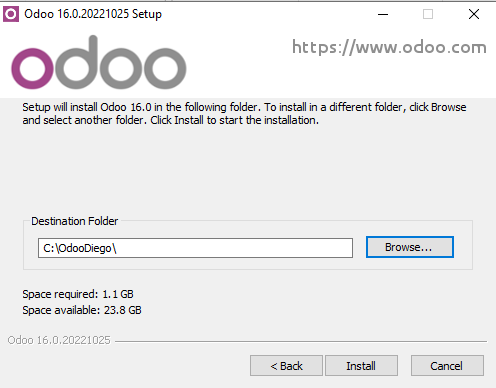 Odoo 16.0.20221025 Setup
odoo
https://www.odoo.com
Setup will install Odoo 16.0 in the following folder. To install in a different folder, click Browse
and select another folder. Click Install to start the installation.
Destination Folder
C:\OdooDiego\
Browse...
Space required: 1.1 GB
Space available: 23.8 GB
Odoo 16.0.20221025
< Back
Install
Cancel